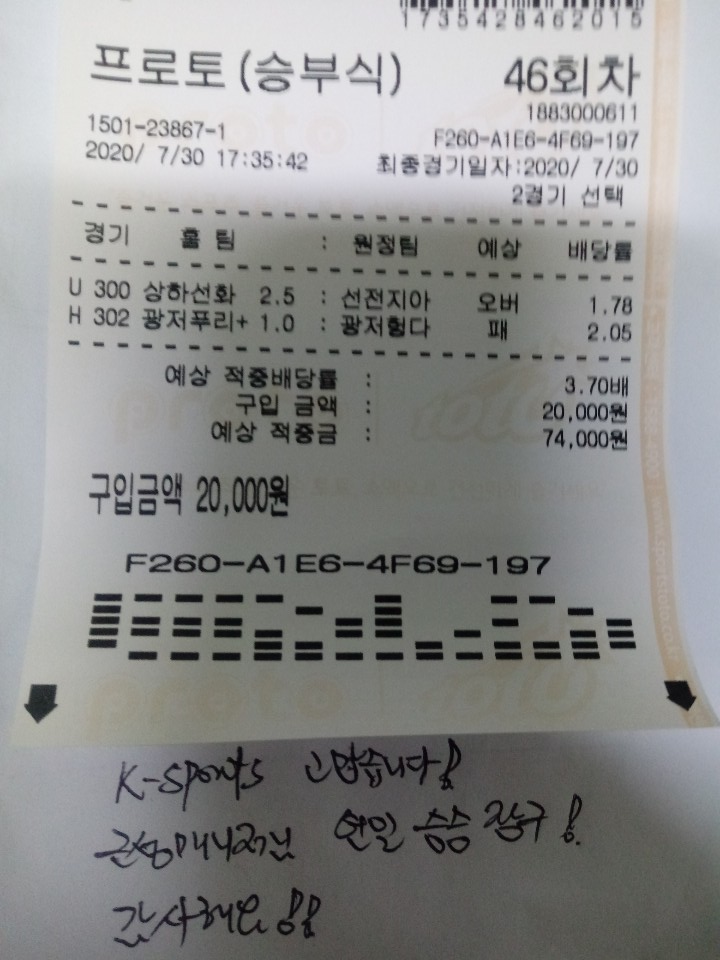 1735428462015
프로토(승부식) 46회차
1883000611
1501-23867-1 F260-A1E6-4F69-197
2020/ 7/30 17:35:42 최종경기일자:2020/ 7/30
2경기 선택
경기 홈 팀 : 원정팀 예상 배당률
U 300 상하선화 2.5 : 선전지아 오버 1.78
H 302 광저푸리+ 1.0 : 광저헝다 패 2.05
예상 적중배당률 : 3.70배
구입 금액 : 20,000원
예상 적중금 : 74,000원
구입금액 20,000원
F260-A1E6-4F69-197
K-sports 고맙습니다!
매니저님 연일 승승장구!
감사해요!!